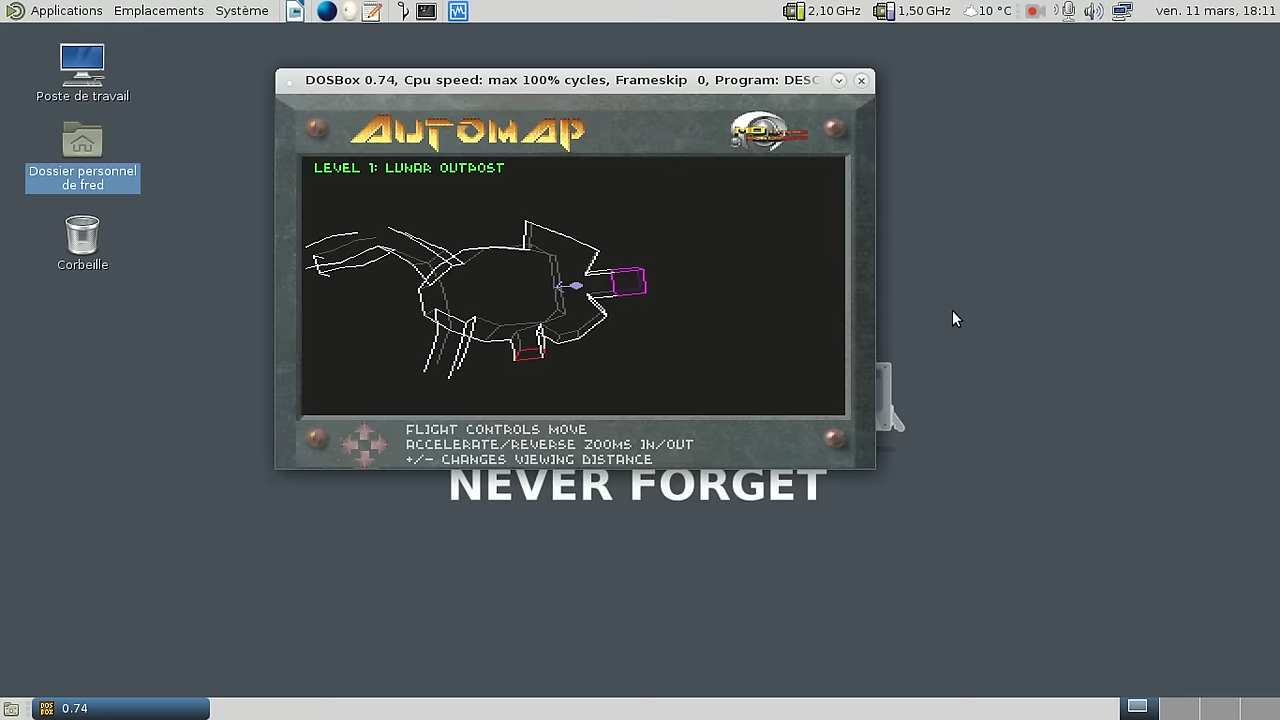 Applications Emplacements Système 2,10 GHz 1,50 GHz 10 °C ven. 11 mars, 18:11
Poste de travail
Dossier personnel
de fred
Corbeille
DOSBox 0.74, Cpu speed: max 100% cycles, Frameskip 0, Program: DESC
AUTOMAP
LEVEL 1: LUNAR OUTPOST
FLIGHT CONTROLS MOVE
ACCELERATE/REVERSE ZOOMS IN/OUT
+/- CHANGES VIEWING DISTANCE
NEVER FORGET
DOS
BOX
0.74